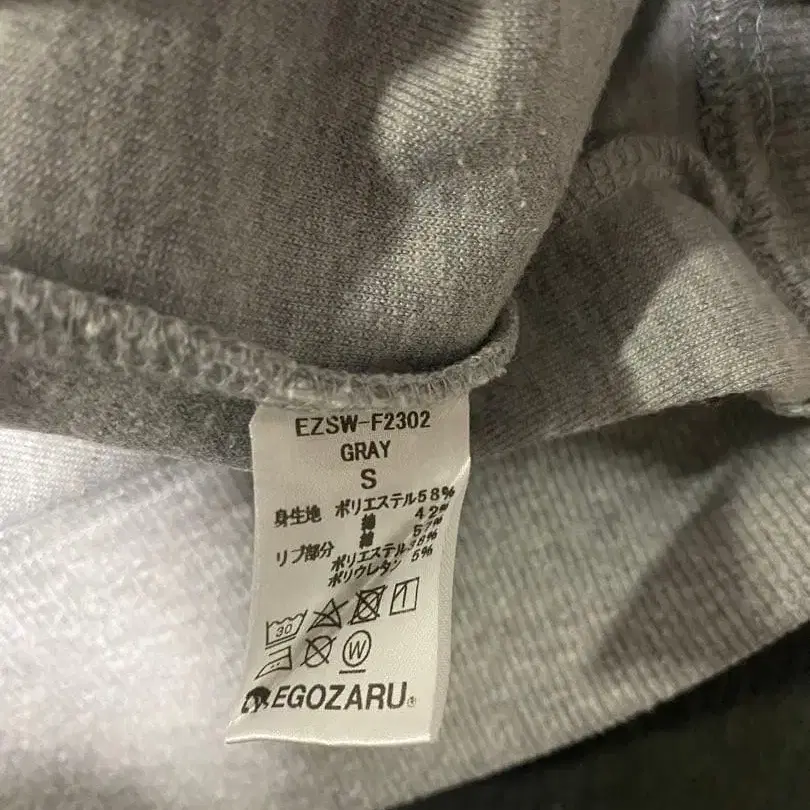 EZSW-F2302
GRAY
S
身生地 ポリエステル58%
綿 42%
リブ部分 綿 57%
ポリエステル38%
ポリウレタン 5%
30
W
EGOZARU®